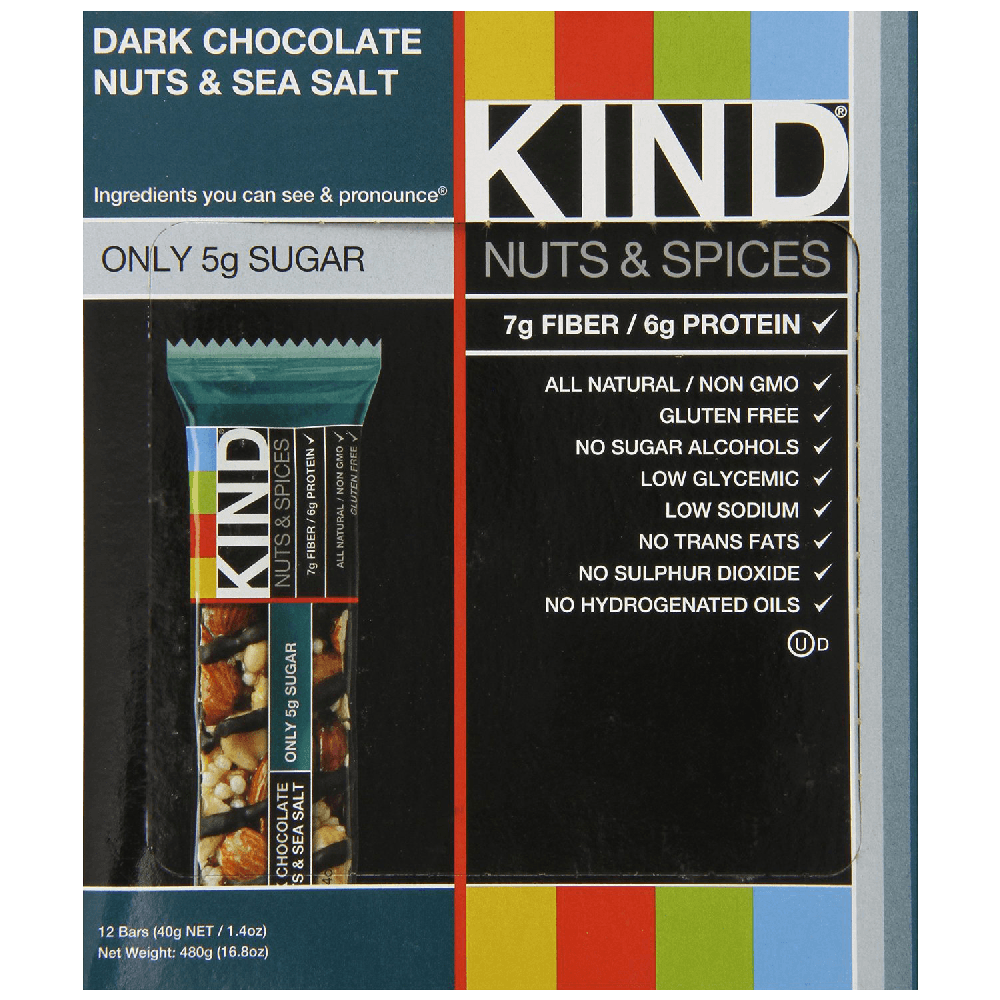 DARK CHOCOLATE
NUTS & SEA SALT
Ingredients you can see & pronounce®
ONLY 5g SUGAR
KIND®
NUTS & SPICES
7g FIBER / 6g PROTEIN ✓
ALL NATURAL / NON GMO ✓
GLUTEN FREE ✓
NO SUGAR ALCOHOLS ✓
LOW GLYCEMIC ✓
LOW SODIUM ✓
NO TRANS FATS ✓
NO SULPHUR DIOXIDE ✓
NO HYDROGENATED OILS ✓
Ⓤ D
KIND
NUTS & SPICES
7g FIBER / 6g PROTEIN ✓
ALL NATURAL / NON GMO ✓
GLUTEN FREE ✓
ONLY 5g SUGAR
CHOCOLATE
S & SEA SALT
12 Bars (40g NET / 1.4oz)
Net Weight: 480g (16.8oz)